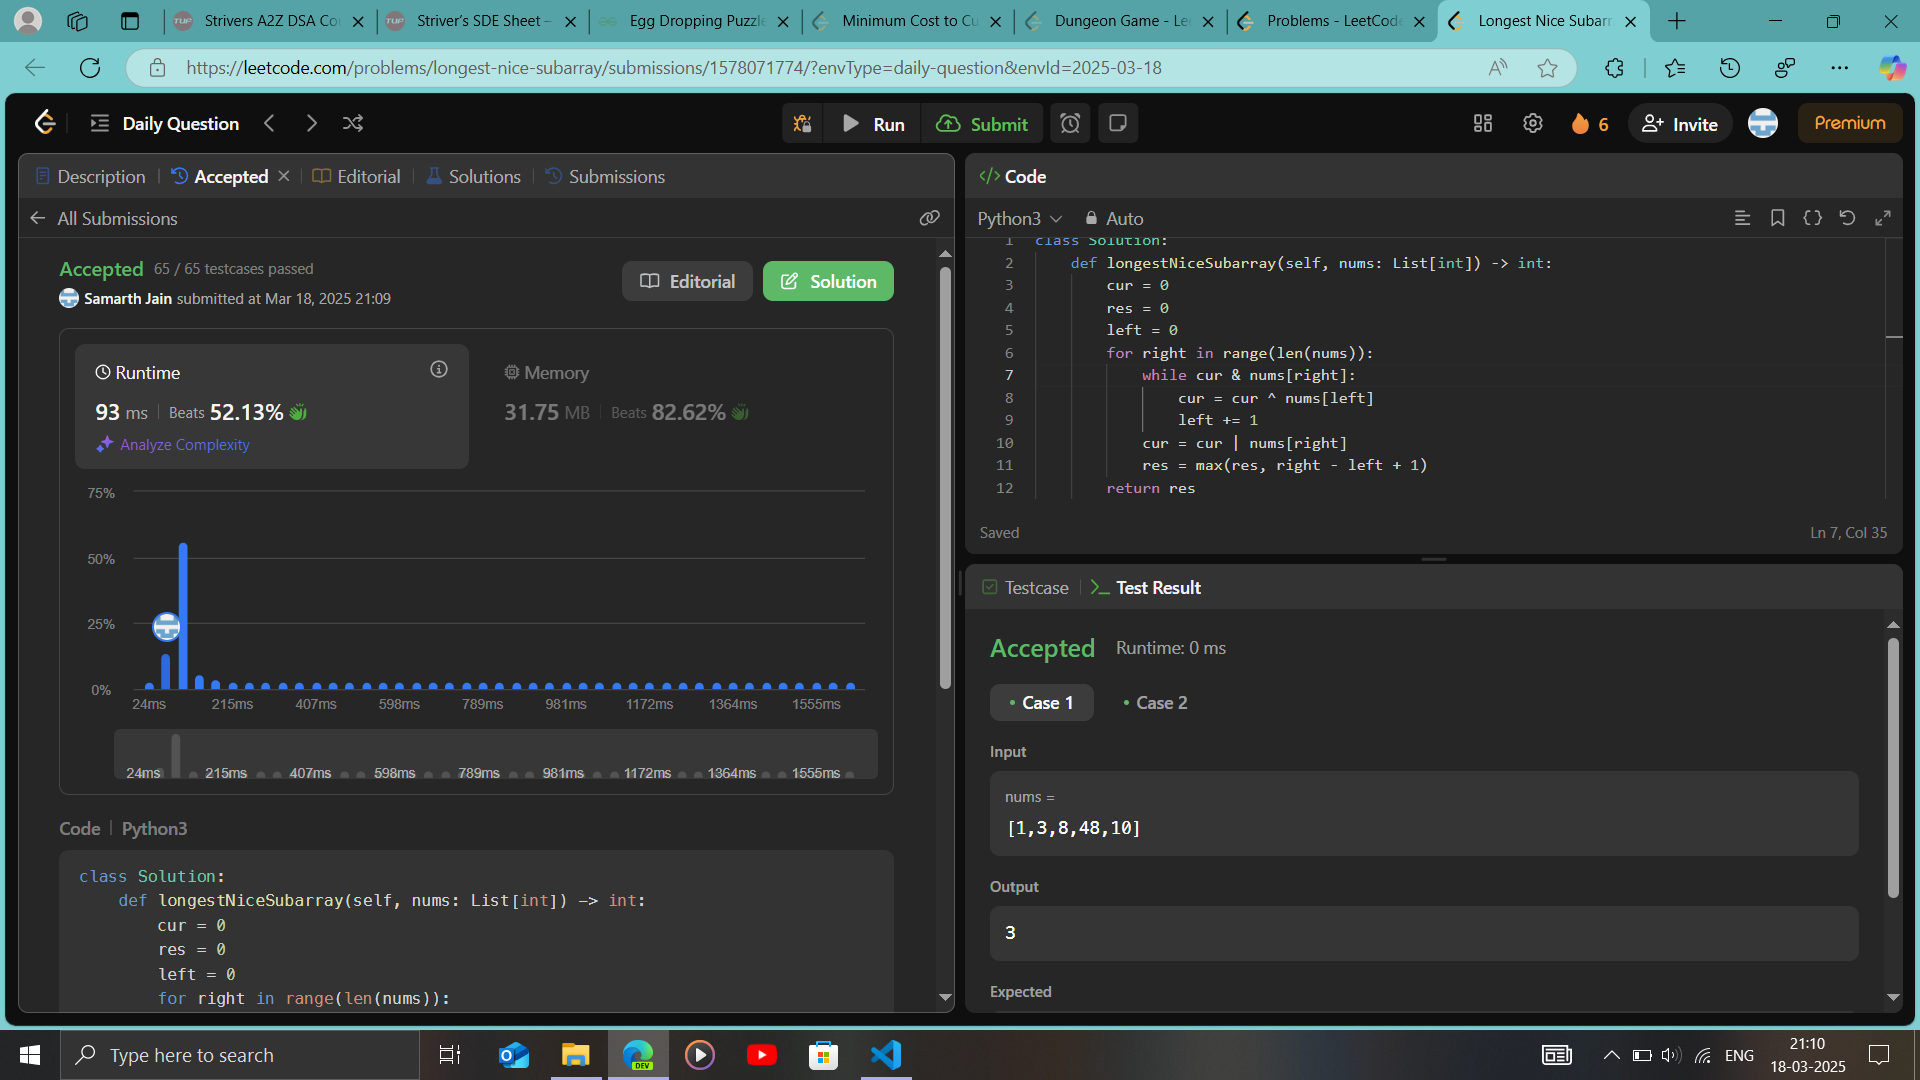 Strivers A2Z DSA Cou
Striver's SDE Sheet –
Egg Dropping Puzzle
Minimum Cost to Cu
Dungeon Game - Lee
Problems - LeetCode
Longest Nice Subarr
https://leetcode.com/problems/longest-nice-subarray/submissions/1578071774/?envType=daily-question&envId=2025-03-18
Daily Question
Run
Submit
6
Invite
Premium
Description
Accepted
Editorial
Solutions
Submissions
All Submissions
Accepted 65 / 65 testcases passed
Samarth Jain submitted at Mar 18, 2025 21:09
Editorial
Solution
Runtime
93 ms Beats 52.13%
Analyze Complexity
Memory
31.75 MB Beats 82.62%
75%
50%
25%
0%
24ms 215ms 407ms 598ms 789ms 981ms 1172ms 1364ms 1555ms
24ms 215ms 407ms 598ms 789ms 981ms 1172ms 1364ms 1555ms
Code Python3
class Solution:
def longestNiceSubarray(self, nums: List[int]) -> int:
cur = 0
res = 0
left = 0
for right in range(len(nums)):
Code
Python3
Auto
1 class Solution:
2 def longestNiceSubarray(self, nums: List[int]) -> int:
3 cur = 0
4 res = 0
5 left = 0
6 for right in range(len(nums)):
7 while cur & nums[right]:
8 cur = cur ^ nums[left]
9 left += 1
10 cur = cur | nums[right]
11 res = max(res, right - left + 1)
12 return res
Saved
Ln 7, Col 35
Testcase
Test Result
Accepted Runtime: 0 ms
Case 1
Case 2
Input
nums =
[1,3,8,48,10]
Output
3
Expected
Type here to search
DEV
ENG
21:10
18-03-2025